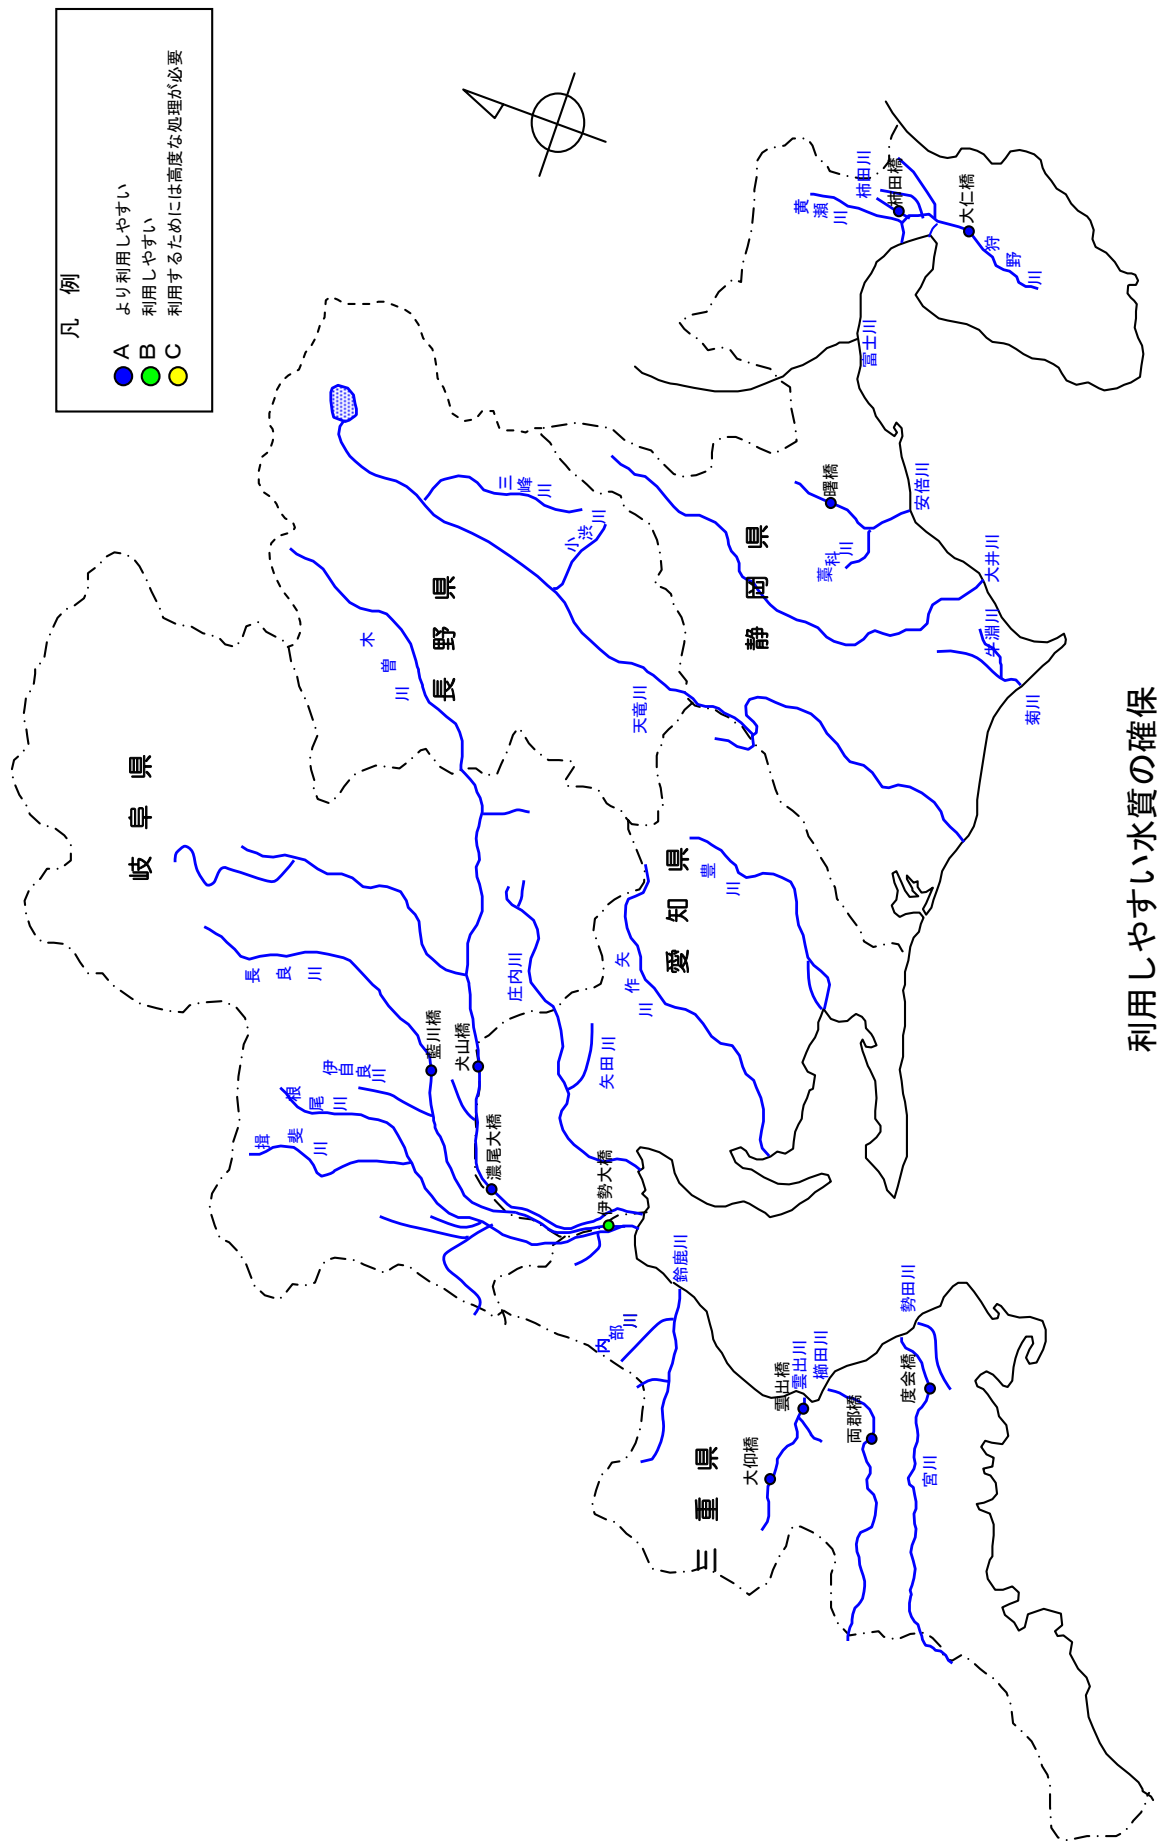 凡 例
A より利用しやすい
B 利用しやすい
C 利用するためには高度な処理が必要
岐 阜 県
長 野 県
静 岡 県
愛 知 県
三 重 県
揖 斐 川
根 尾 川
伊自良川
長 良 川
木 曽 川
藍川橋
犬山橋
濃尾大橋
伊勢大橋
庄内川
矢田川
矢 作 川
豊 川
天竜川
三峰川
小渋川
大井川
牛淵川
菊川
安倍川
藁科川
曙橋
富士川
黄瀬川
柿田川
柿田橋
大仁橋
狩野川
鈴鹿川
内部川
雲出橋
雲出川
櫛田川
大仰橋
両郡橋
勢田川
度会橋
宮川
利用しやすい水質の確保